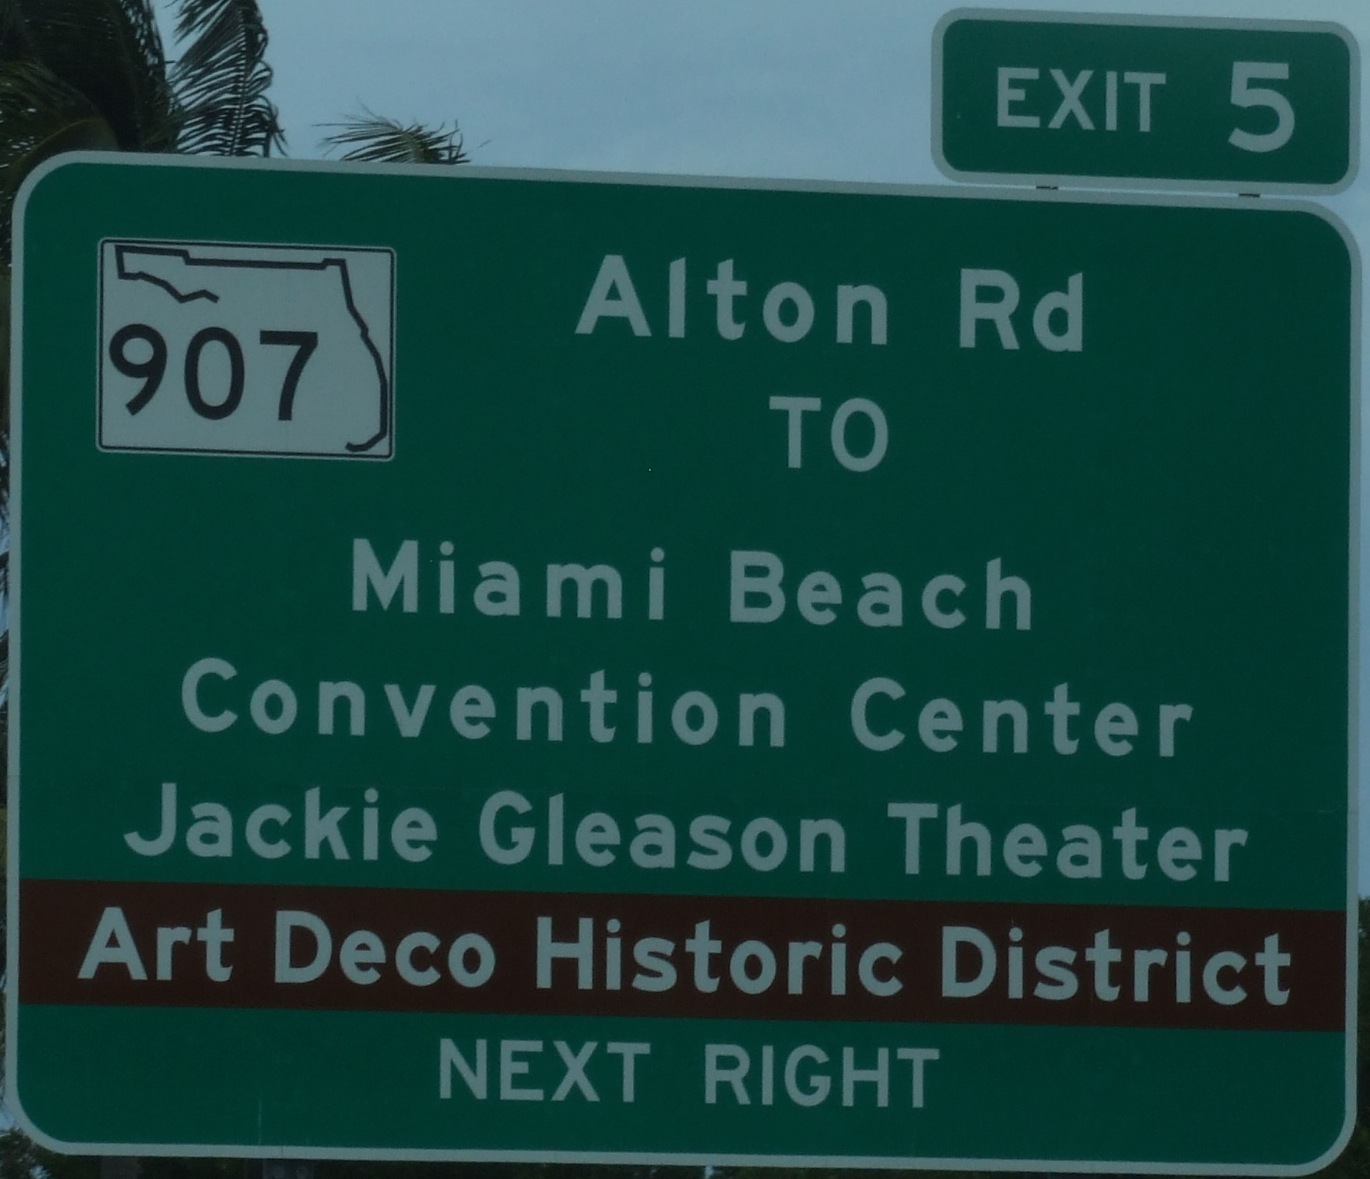 EXIT 5
907
Alton Rd
TO
Miami Beach
Convention Center
Jackie Gleason Theater
Art Deco Historic District
NEXT RIGHT